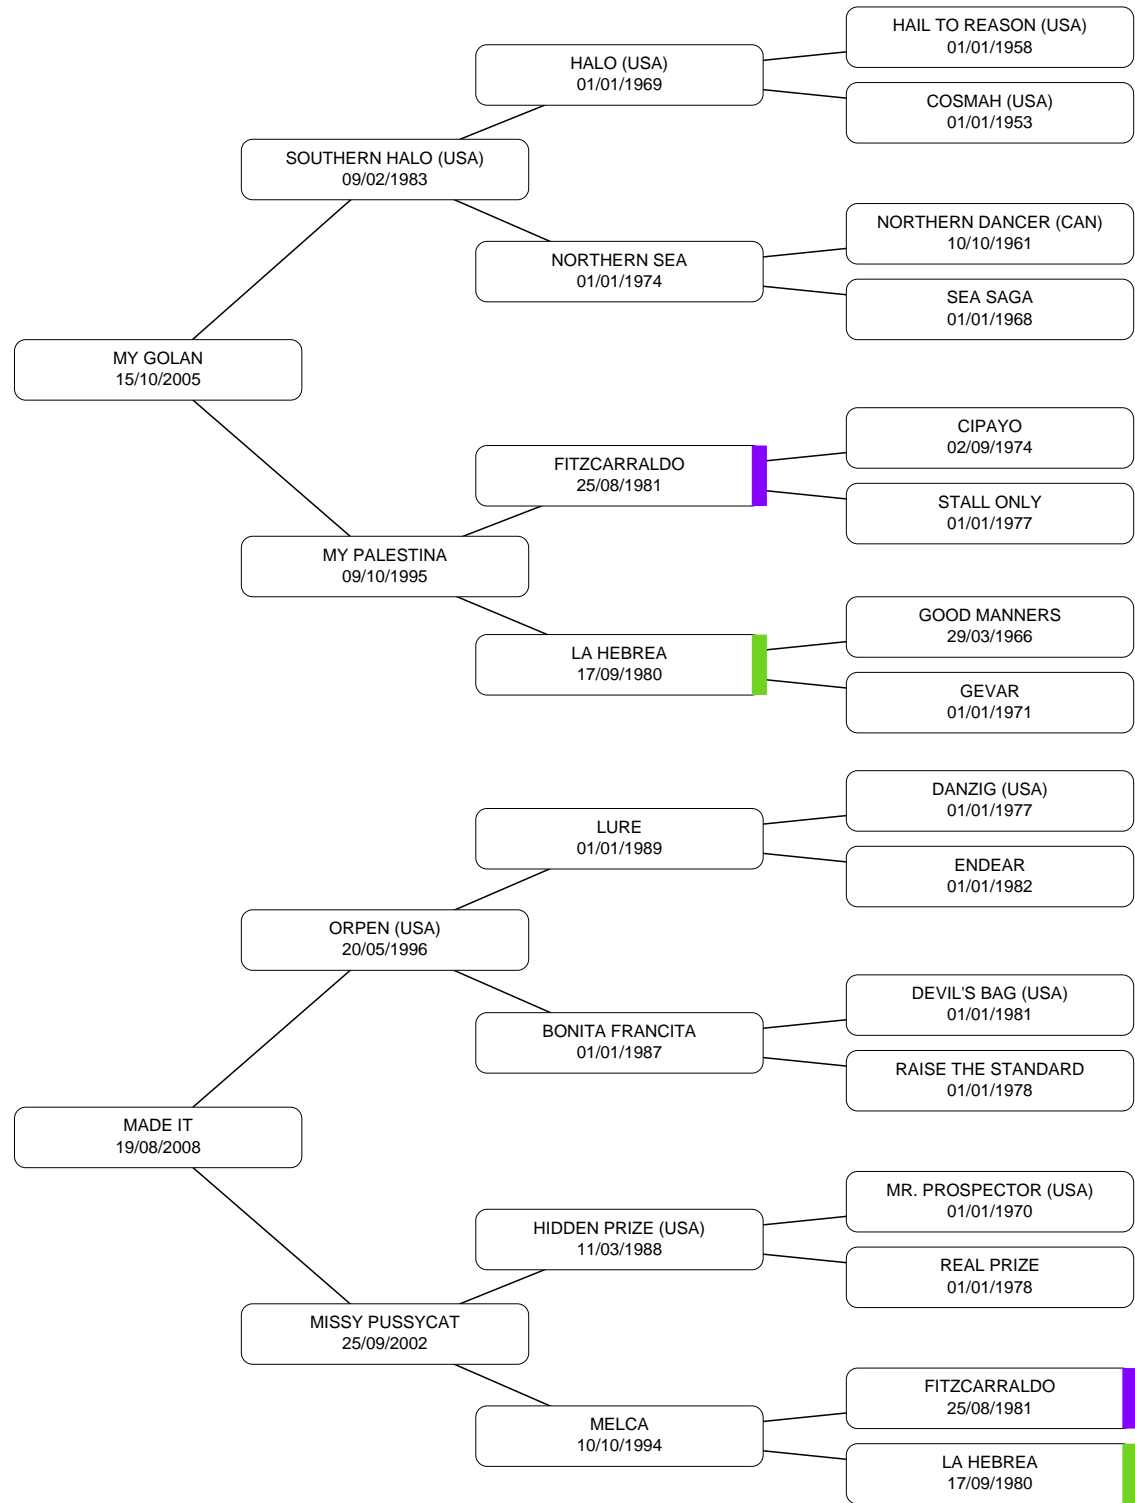 HAIL TO REASON (USA)
01/01/1958
HALO (USA)
01/01/1969
COSMAH (USA)
01/01/1953
SOUTHERN HALO (USA)
09/02/1983
NORTHERN DANCER (CAN)
10/10/1961
NORTHERN SEA
01/01/1974
SEA SAGA
01/01/1968
MY GOLAN
15/10/2005
CIPAYO
02/09/1974
FITZCARRALDO
25/08/1981
STALL ONLY
01/01/1977
MY PALESTINA
09/10/1995
GOOD MANNERS
29/03/1966
LA HEBREA
17/09/1980
GEVAR
01/01/1971
DANZIG (USA)
01/01/1977
LURE
01/01/1989
ENDEAR
01/01/1982
ORPEN (USA)
20/05/1996
DEVIL'S BAG (USA)
01/01/1981
BONITA FRANCITA
01/01/1987
RAISE THE STANDARD
01/01/1978
MADE IT
19/08/2008
MR. PROSPECTOR (USA)
01/01/1970
HIDDEN PRIZE (USA)
11/03/1988
REAL PRIZE
01/01/1978
MISSY PUSSYCAT
25/09/2002
FITZCARRALDO
25/08/1981
MELCA
10/10/1994
LA HEBREA
17/09/1980